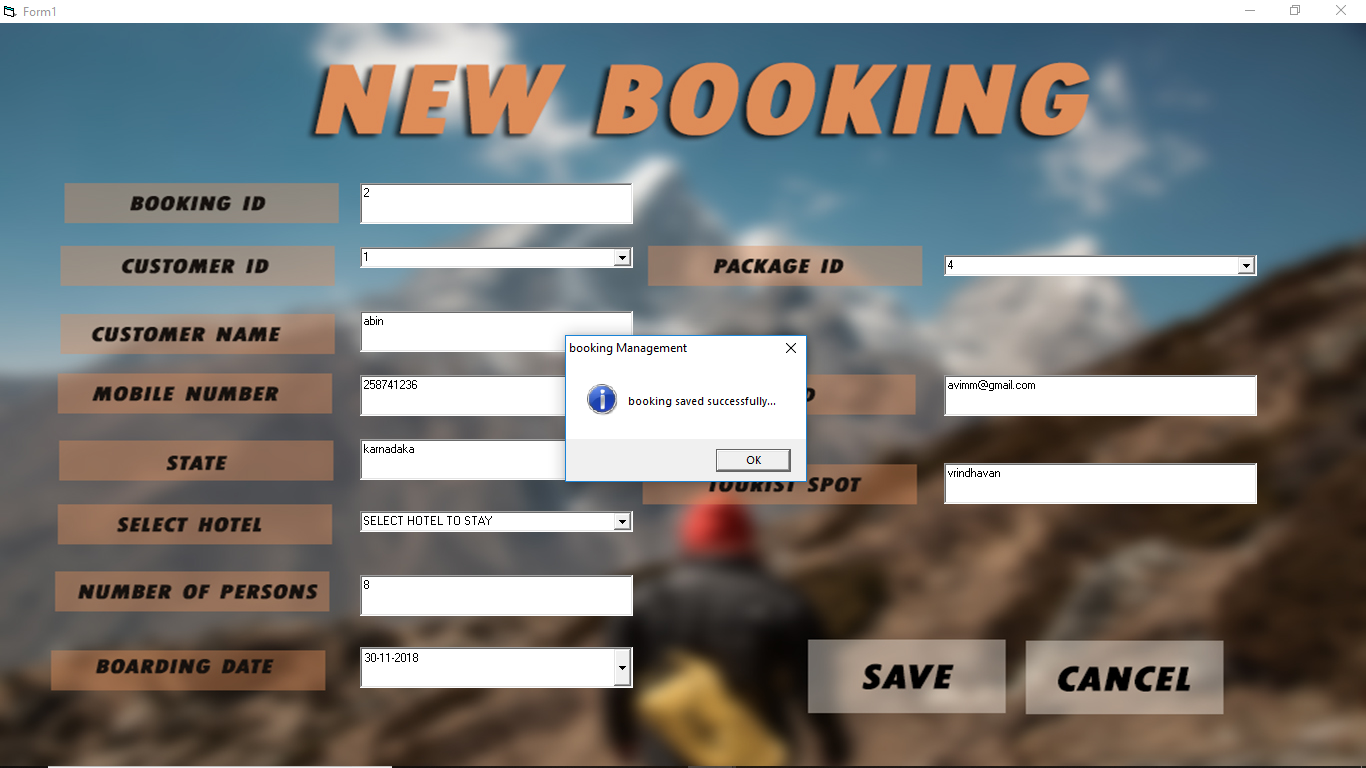 Form1
NEW BOOKING
BOOKING ID
2
CUSTOMER ID
1
PACKAGE ID
4
CUSTOMER NAME
abin
booking Management
booking saved successfully...
OK
MOBILE NUMBER
258741236
avimm@gmail.com
STATE
karnadaka
TOURIST SPOT
vrindhavan
SELECT HOTEL
SELECT HOTEL TO STAY
NUMBER OF PERSONS
8
BOARDING DATE
30-11-2018
SAVE
CANCEL